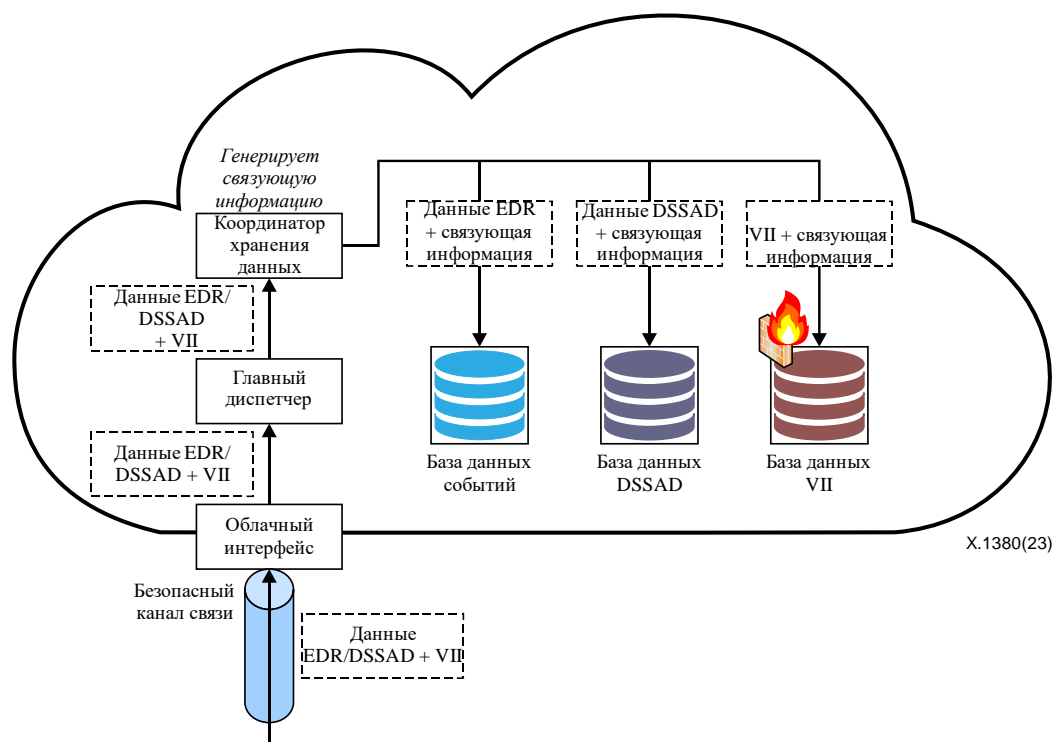 Генерирует
связующую
информацию
Координатор
хранения
данных
Данные EDR
+ связующая
информация
Данные DSSAD
+ связующая
информация
VII + связующая
информация
Данные EDR/
DSSAD
+ VII
Главный
диспетчер
Данные EDR/
DSSAD + VII
База данных
событий
База данных
DSSAD
База данных
VII
Облачный
интерфейс
X.1380(23)
Безопасный
канал связи
Данные
EDR/DSSAD + VII